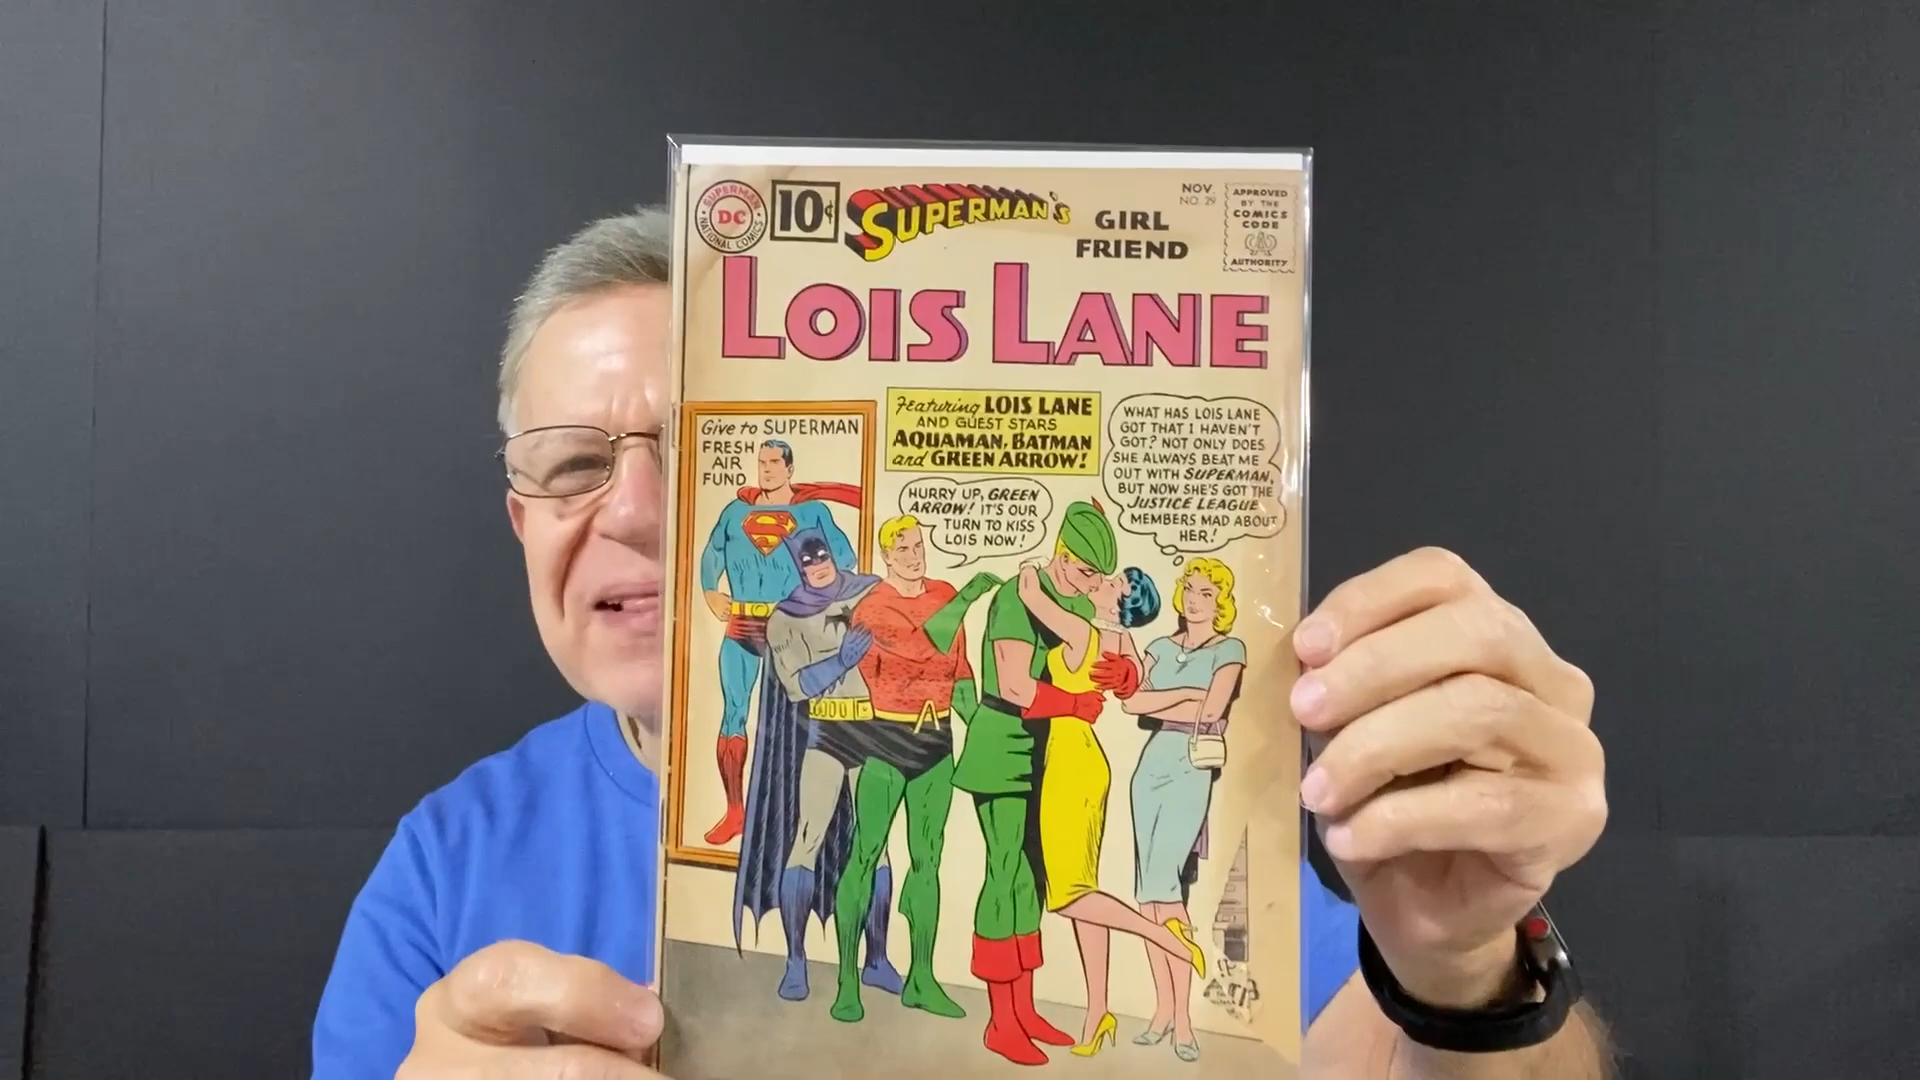 SUPERMAN
DC
NATIONAL COMICS
10¢
SUPERMAN'S
GIRL
FRIEND
NOV.
NO. 29
APPROVED
BY THE
COMICS
CODE
AUTHORITY
LOIS LANE
Featuring LOIS LANE
AND GUEST STARS
AQUAMAN, BATMAN
and GREEN ARROW!
Give to SUPERMAN
FRESH
AIR
FUND
HURRY UP, GREEN
ARROW! IT'S OUR
TURN TO KISS
LOIS NOW!
WHAT HAS LOIS LANE
GOT THAT I HAVEN'T
GOT? NOT ONLY DOES
SHE ALWAYS BEAT ME
OUT WITH SUPERMAN,
BUT NOW SHE'S GOT THE
JUSTICE LEAGUE
MEMBERS MAD ABOUT
HER!